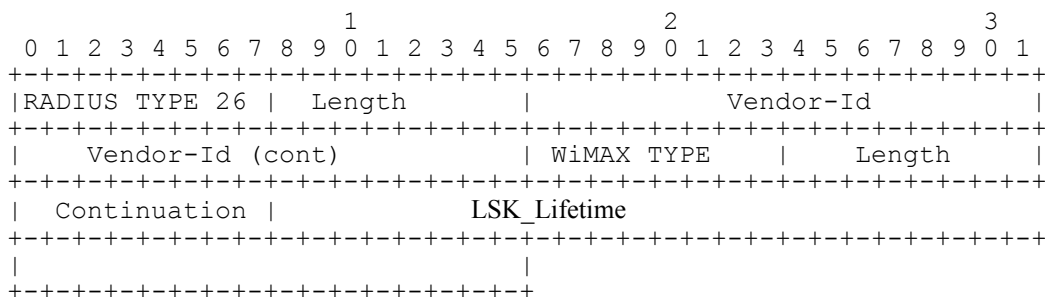 1                   2                   3
 0 1 2 3 4 5 6 7 8 9 0 1 2 3 4 5 6 7 8 9 0 1 2 3 4 5 6 7 8 9 0 1
+-+-+-+-+-+-+-+-+-+-+-+-+-+-+-+-+-+-+-+-+-+-+-+-+-+-+-+-+-+-+-+
|RADIUS TYPE 26 |  Length       |            Vendor-Id          |
+-+-+-+-+-+-+-+-+-+-+-+-+-+-+-+-+-+-+-+-+-+-+-+-+-+-+-+-+-+-+-+
|    Vendor-Id (cont)           | WiMAX TYPE    |    Length     |
+-+-+-+-+-+-+-+-+-+-+-+-+-+-+-+-+-+-+-+-+-+-+-+-+-+-+-+-+-+-+-+
|  Continuation |            LSK_Lifetime
+-+-+-+-+-+-+-+-+-+-+-+-+-+-+-+-+-+-+-+-+-+-+-+-+-+-+-+-+-+-+-+
|                               |
+-+-+-+-+-+-+-+-+-+-+-+-+-+-+-+-+